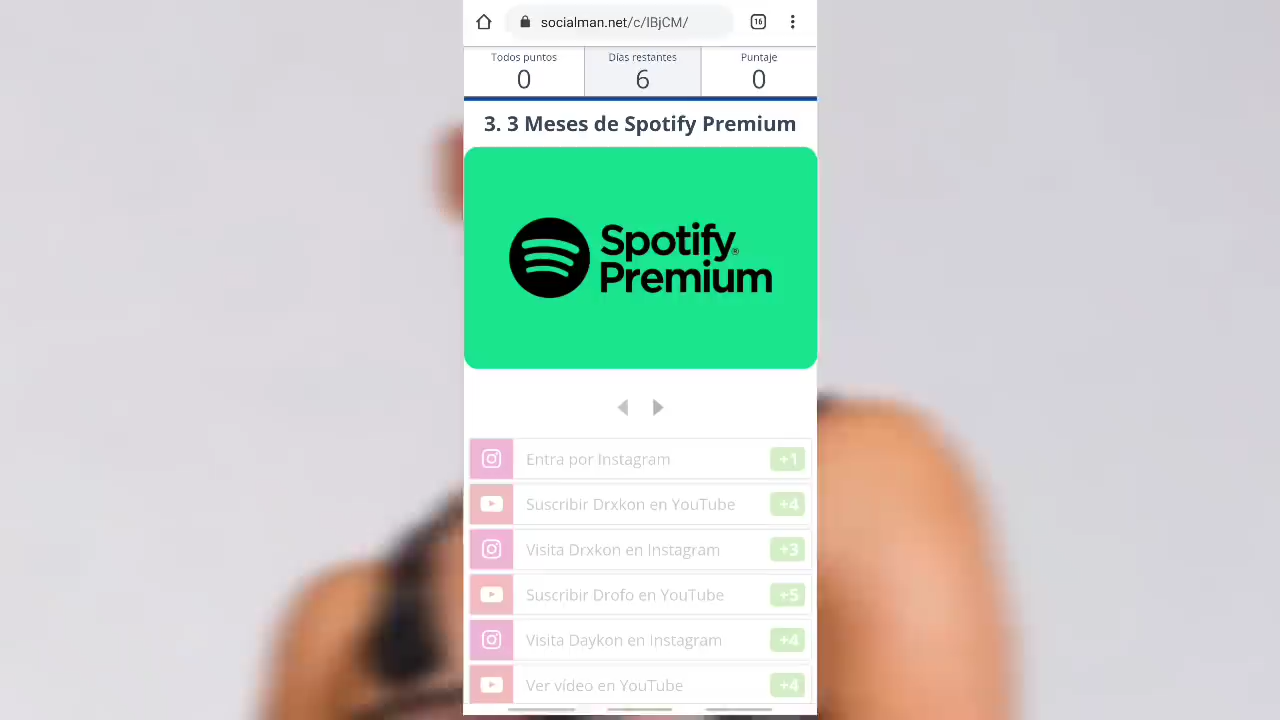 socialman.net/c/IBjCM/
16
Todos puntos
0
Días restantes
6
Puntaje
0
3. 3 Meses de Spotify Premium
Spotify®
Premium
Entra por Instagram +1
Suscribir Drxkon en YouTube +4
Visita Drxkon en Instagram +3
Suscribir Drofo en YouTube +5
Visita Daykon en Instagram +4
Ver vídeo en YouTube +4